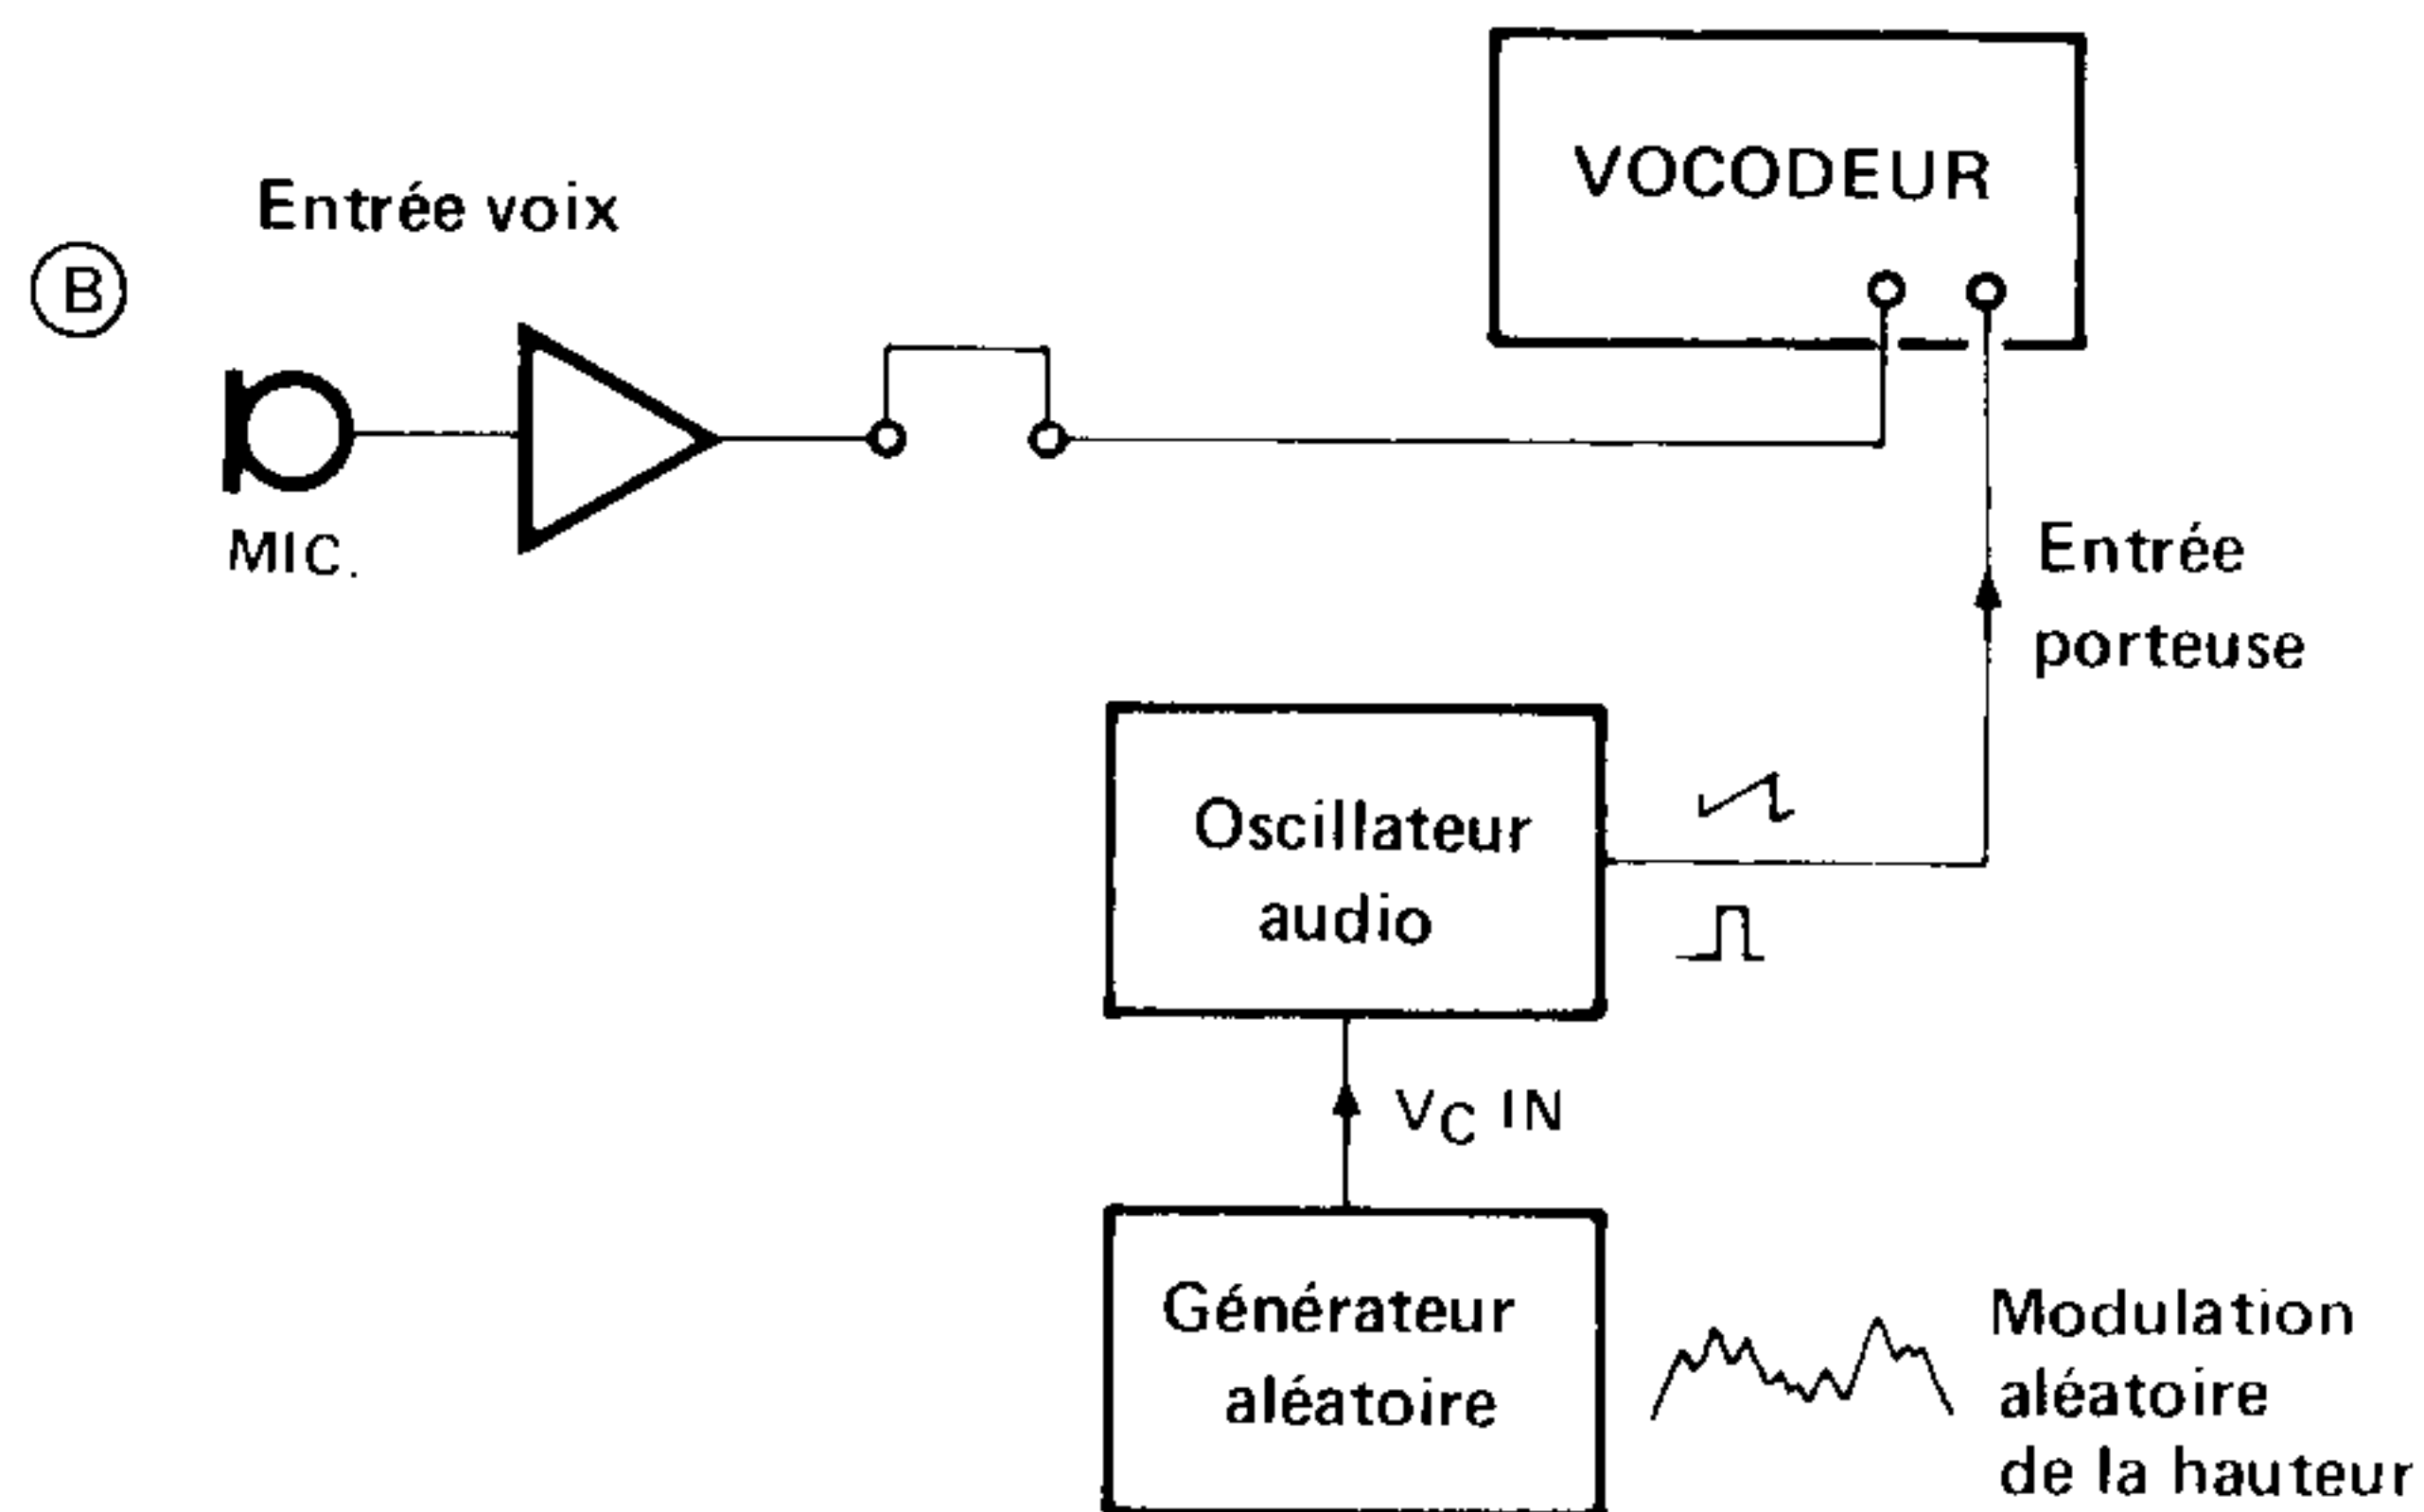 VOCODEUR
Entrée voix
B
MIC.
Entrée
porteuse
Oscillateur
audio
VC IN
Générateur
aléatoire
Modulation
aléatoire
de la hauteur